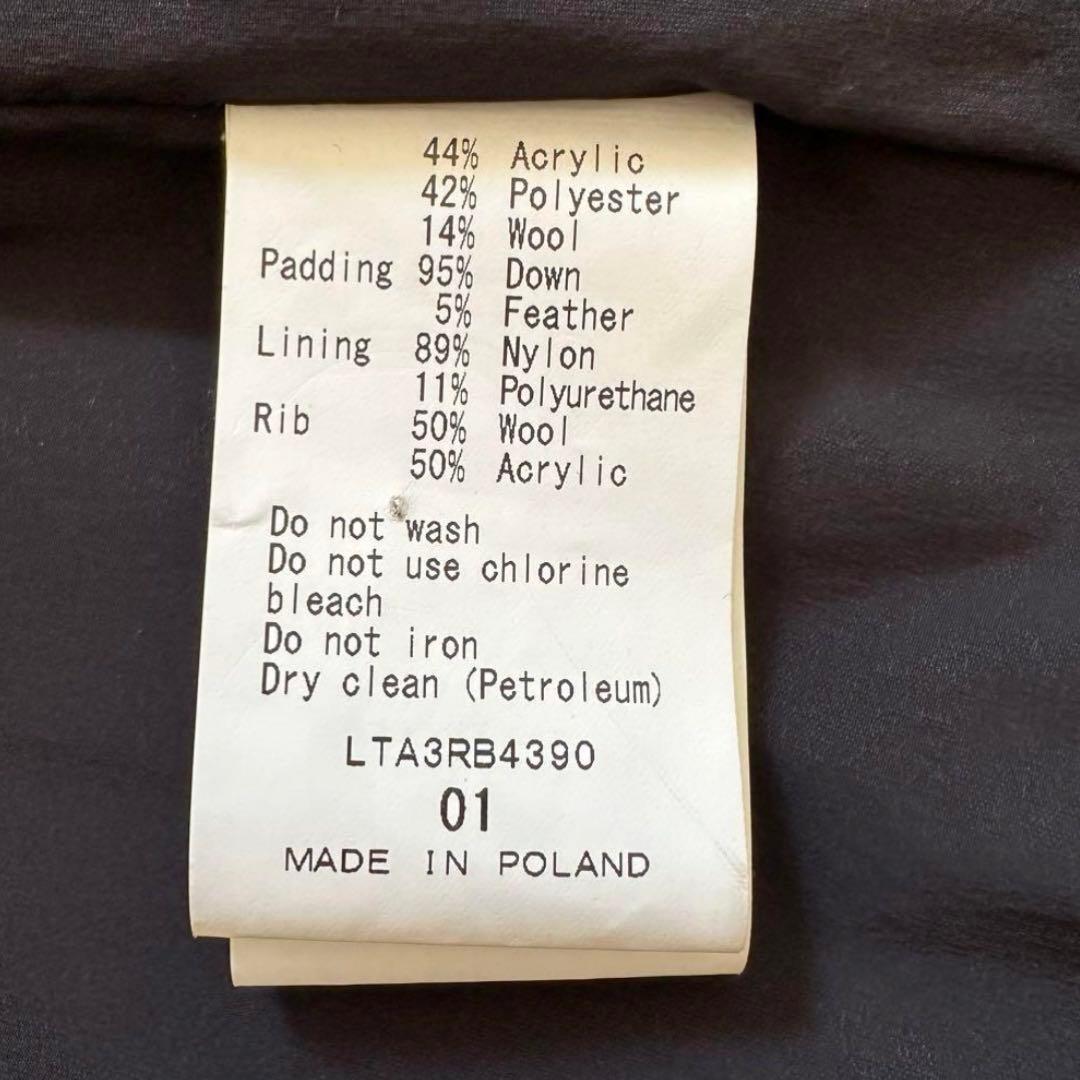 44% Acrylic
42% Polyester
14% Wool
Padding 95% Down
5% Feather
Lining 89% Nylon
11% Polyurethane
Rib 50% Wool
50% Acrylic
Do not wash
Do not use chlorine
bleach
Do not iron
Dry clean (Petroleum)
LTA3RB4390
01
MADE IN POLAND